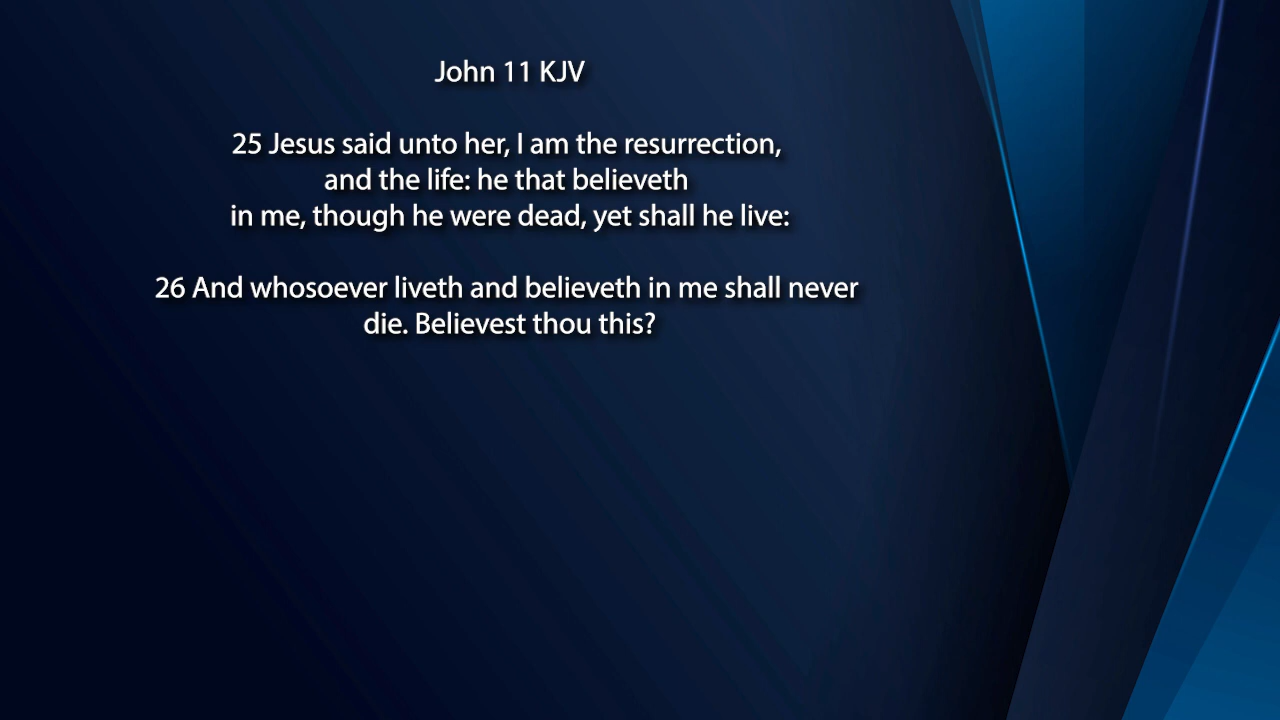 John 11 KJV
25 Jesus said unto her, I am the resurrection,
and the life: he that believeth
in me, though he were dead, yet shall he live:
26 And whosoever liveth and believeth in me shall never
die. Believest thou this?